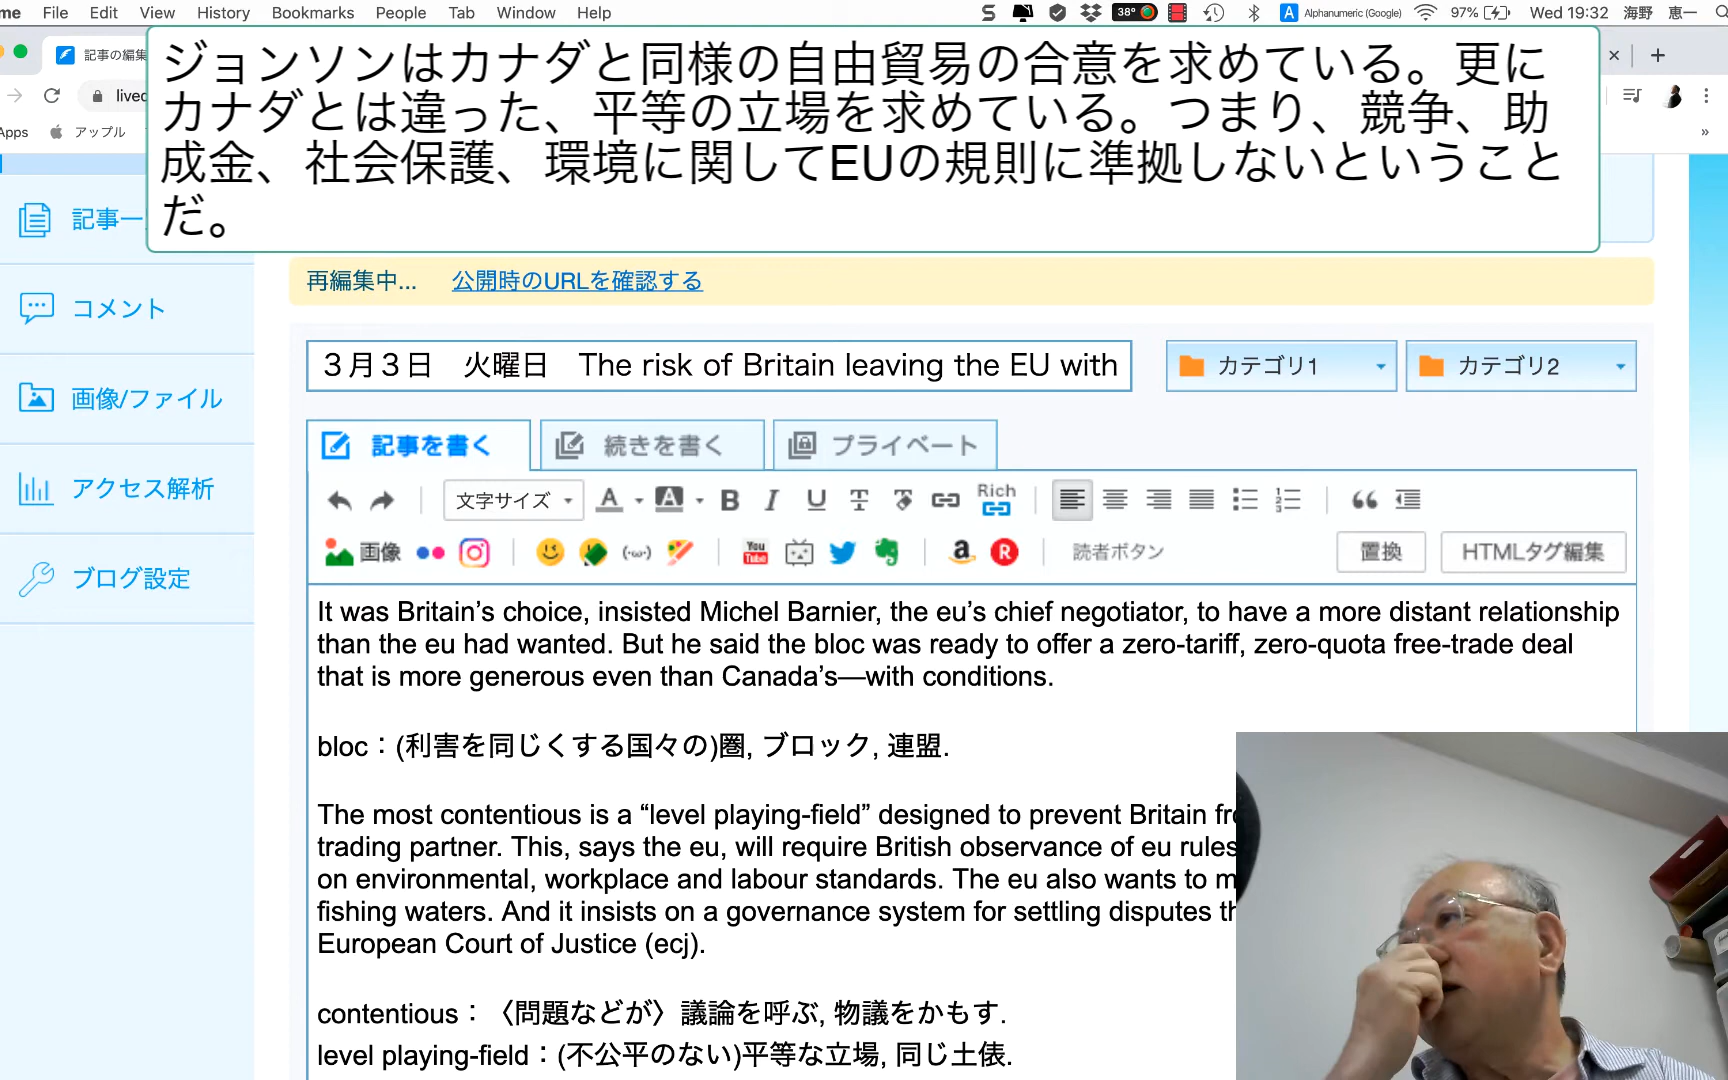 me File Edit View History Bookmarks People Tab Window Help 38° Alphanumeric (Google) 97% Wed 19:32 海野 恵一
記事の編集
ジョンソンはカナダと同様の自由貿易の合意を求めている。更に
カナダとは違った、平等の立場を求めている。つまり、競争、助
成金、社会保護、環境に関してEUの規則に準拠しないということ
だ。
lived
Apps アップル
記事一
コメント
画像/ファイル
アクセス解析
ブログ設定
再編集中... 公開時のURLを確認する
３月３日　火曜日　The risk of Britain leaving the EU with
カテゴリ1 カテゴリ2
記事を書く 続きを書く プライベート
文字サイズ A A B I U T Rich
画像 You Tube a R 読者ボタン 置換 HTMLタグ編集
It was Britain’s choice, insisted Michel Barnier, the eu’s chief negotiator, to have a more distant relationship
than the eu had wanted. But he said the bloc was ready to offer a zero-tariff, zero-quota free-trade deal
that is more generous even than Canada’s—with conditions.
bloc：(利害を同じくする国々の)圏, ブロック, 連盟.
The most contentious is a “level playing-field” designed to prevent Britain fr
trading partner. This, says the eu, will require British observance of eu rules
on environmental, workplace and labour standards. The eu also wants to m
fishing waters. And it insists on a governance system for settling disputes th
European Court of Justice (ecj).
contentious：〈問題などが〉議論を呼ぶ, 物議をかもす.
level playing-field：(不公平のない)平等な立場, 同じ土俵.